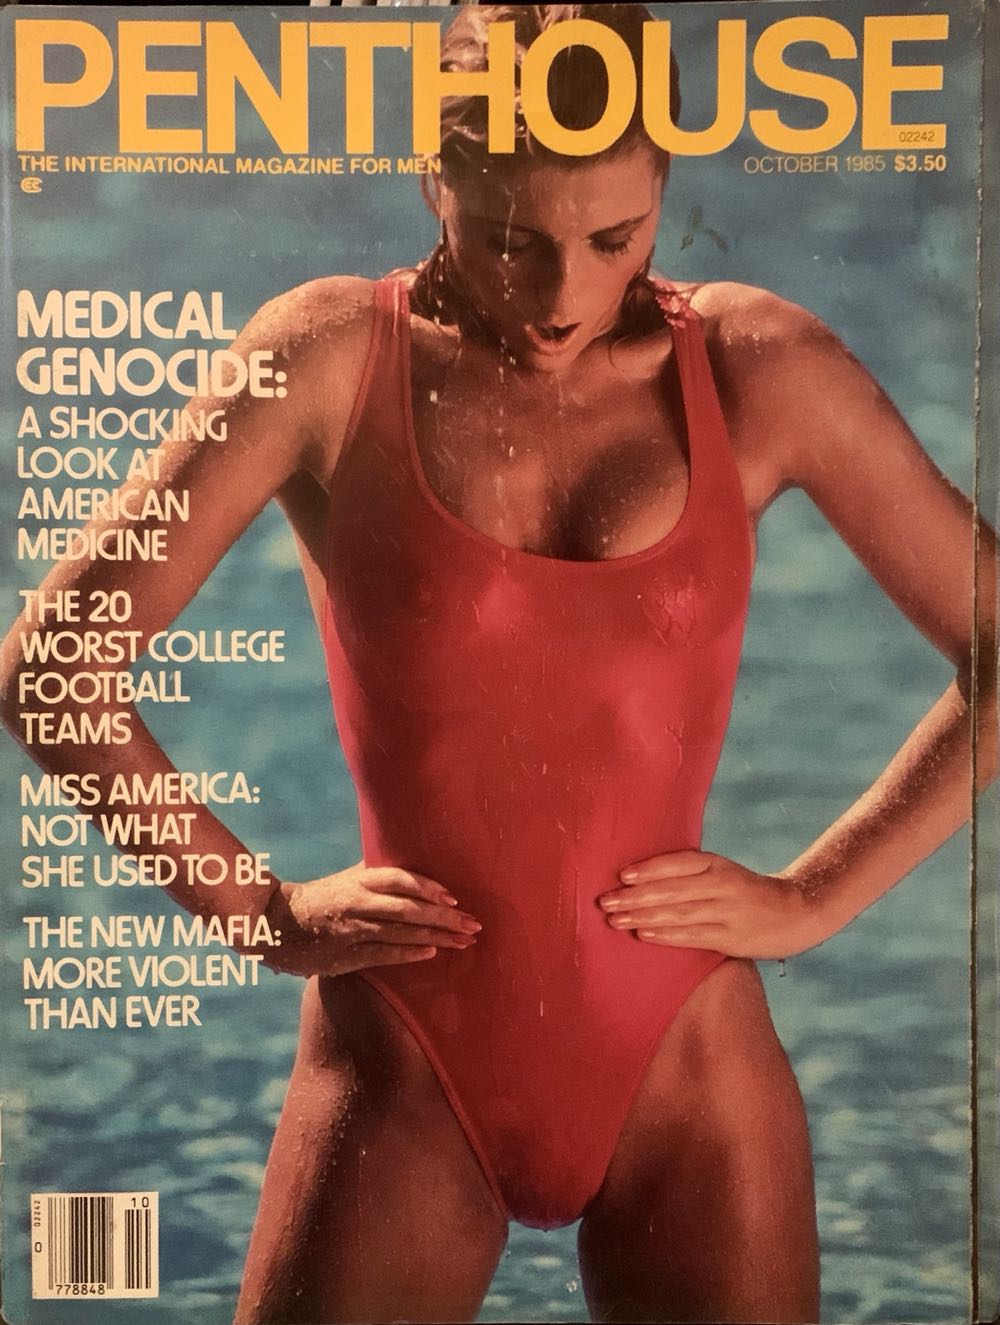 PENTHOUSE
02242
THE INTERNATIONAL MAGAZINE FOR MEN
OCTOBER 1985 $3.50
MEDICAL
GENOCIDE:
A SHOCKING
LOOK AT
AMERICAN
MEDICINE
THE 20
WORST COLLEGE
FOOTBALL
TEAMS
MISS AMERICA:
NOT WHAT
SHE USED TO BE
THE NEW MAFIA:
MORE VIOLENT
THAN EVER
02242
10
0
778848